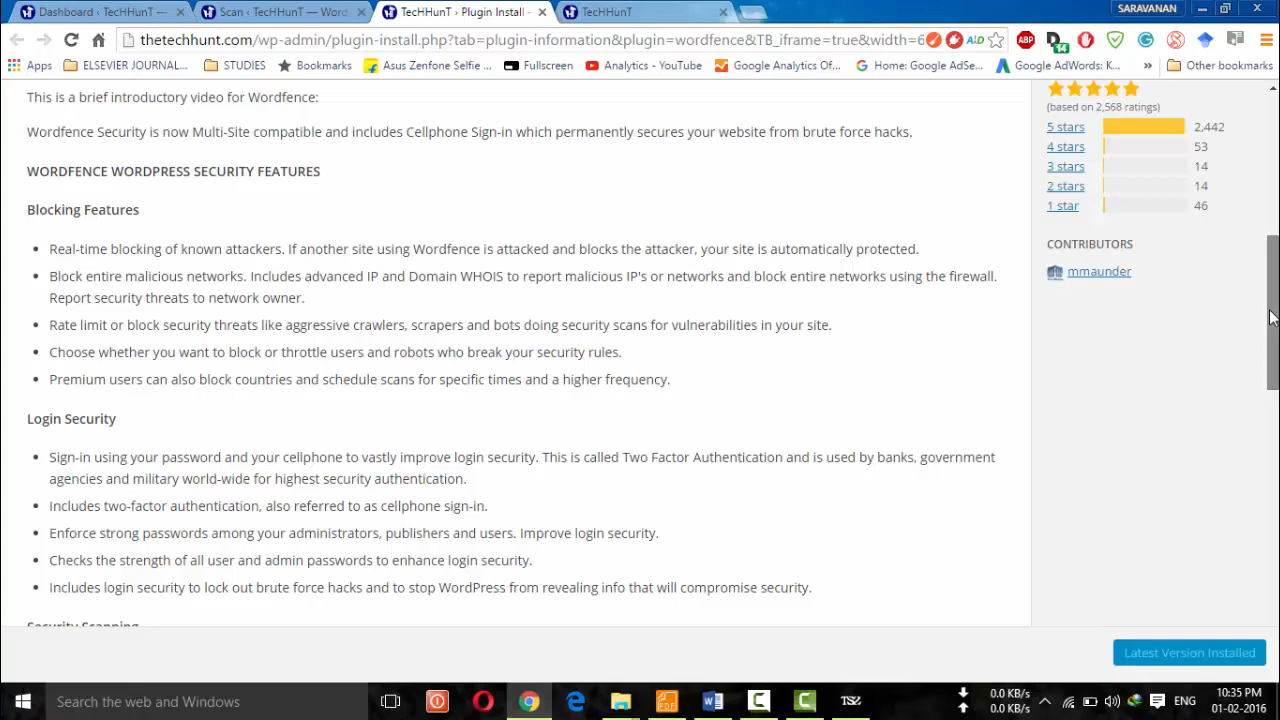 Dashboard ‹ TecHHunT — W
Scan ‹ TecHHunT — Word
TecHHunT › Plugin Install -
TecHHunT
SARAVANAN
thetechhunt.com/wp-admin/plugin-install.php?tab=plugin-information&plugin=wordfence&TB_iframe=true&width=6
Apps
ELSEVIER JOURNAL...
STUDIES
Bookmarks
Asus Zenfone Selfie ...
Fullscreen
Analytics - YouTube
Google Analytics Of...
Home: Google AdSe...
Google AdWords: K...
»
Other bookmarks
This is a brief introductory video for Wordfence:
Wordfence Security is now Multi-Site compatible and includes Cellphone Sign-in which permanently secures your website from brute force hacks.
WORDFENCE WORDPRESS SECURITY FEATURES
Blocking Features
Real-time blocking of known attackers. If another site using Wordfence is attacked and blocks the attacker, your site is automatically protected.
Block entire malicious networks. Includes advanced IP and Domain WHOIS to report malicious IP's or networks and block entire networks using the firewall.
Report security threats to network owner.
Rate limit or block security threats like aggressive crawlers, scrapers and bots doing security scans for vulnerabilities in your site.
Choose whether you want to block or throttle users and robots who break your security rules.
Premium users can also block countries and schedule scans for specific times and a higher frequency.
Login Security
Sign-in using your password and your cellphone to vastly improve login security. This is called Two Factor Authentication and is used by banks, government
agencies and military world-wide for highest security authentication.
Includes two-factor authentication, also referred to as cellphone sign-in.
Enforce strong passwords among your administrators, publishers and users. Improve login security.
Checks the strength of all user and admin passwords to enhance login security.
Includes login security to lock out brute force hacks and to stop WordPress from revealing info that will compromise security.
Security Scanning
(based on 2,568 ratings)
5 stars 2,442
4 stars 53
3 stars 14
2 stars 14
1 star 46
CONTRIBUTORS
mmaunder
Latest Version Installed
Search the web and Windows
0.0 KB/s
0.0 KB/s
ENG
10:35 PM
01-02-2016